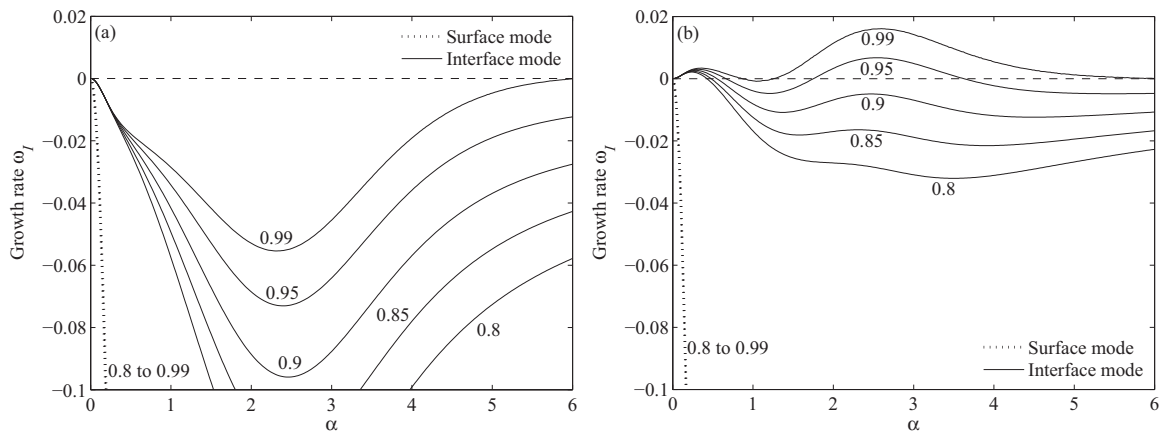 (a)
Surface mode
Interface mode
0.99
0.95
0.9
0.85
0.8
0.8 to 0.99
0.02
0
−0.02
−0.04
−0.06
−0.08
−0.1
Growth rate ω_I
0 1 2 3 4 5 6
α
(b)
0.99
0.95
0.9
0.85
0.8
0.8 to 0.99
Surface mode
Interface mode
0.02
0
−0.02
−0.04
−0.06
−0.08
−0.1
Growth rate ω_I
0 1 2 3 4 5 6
α